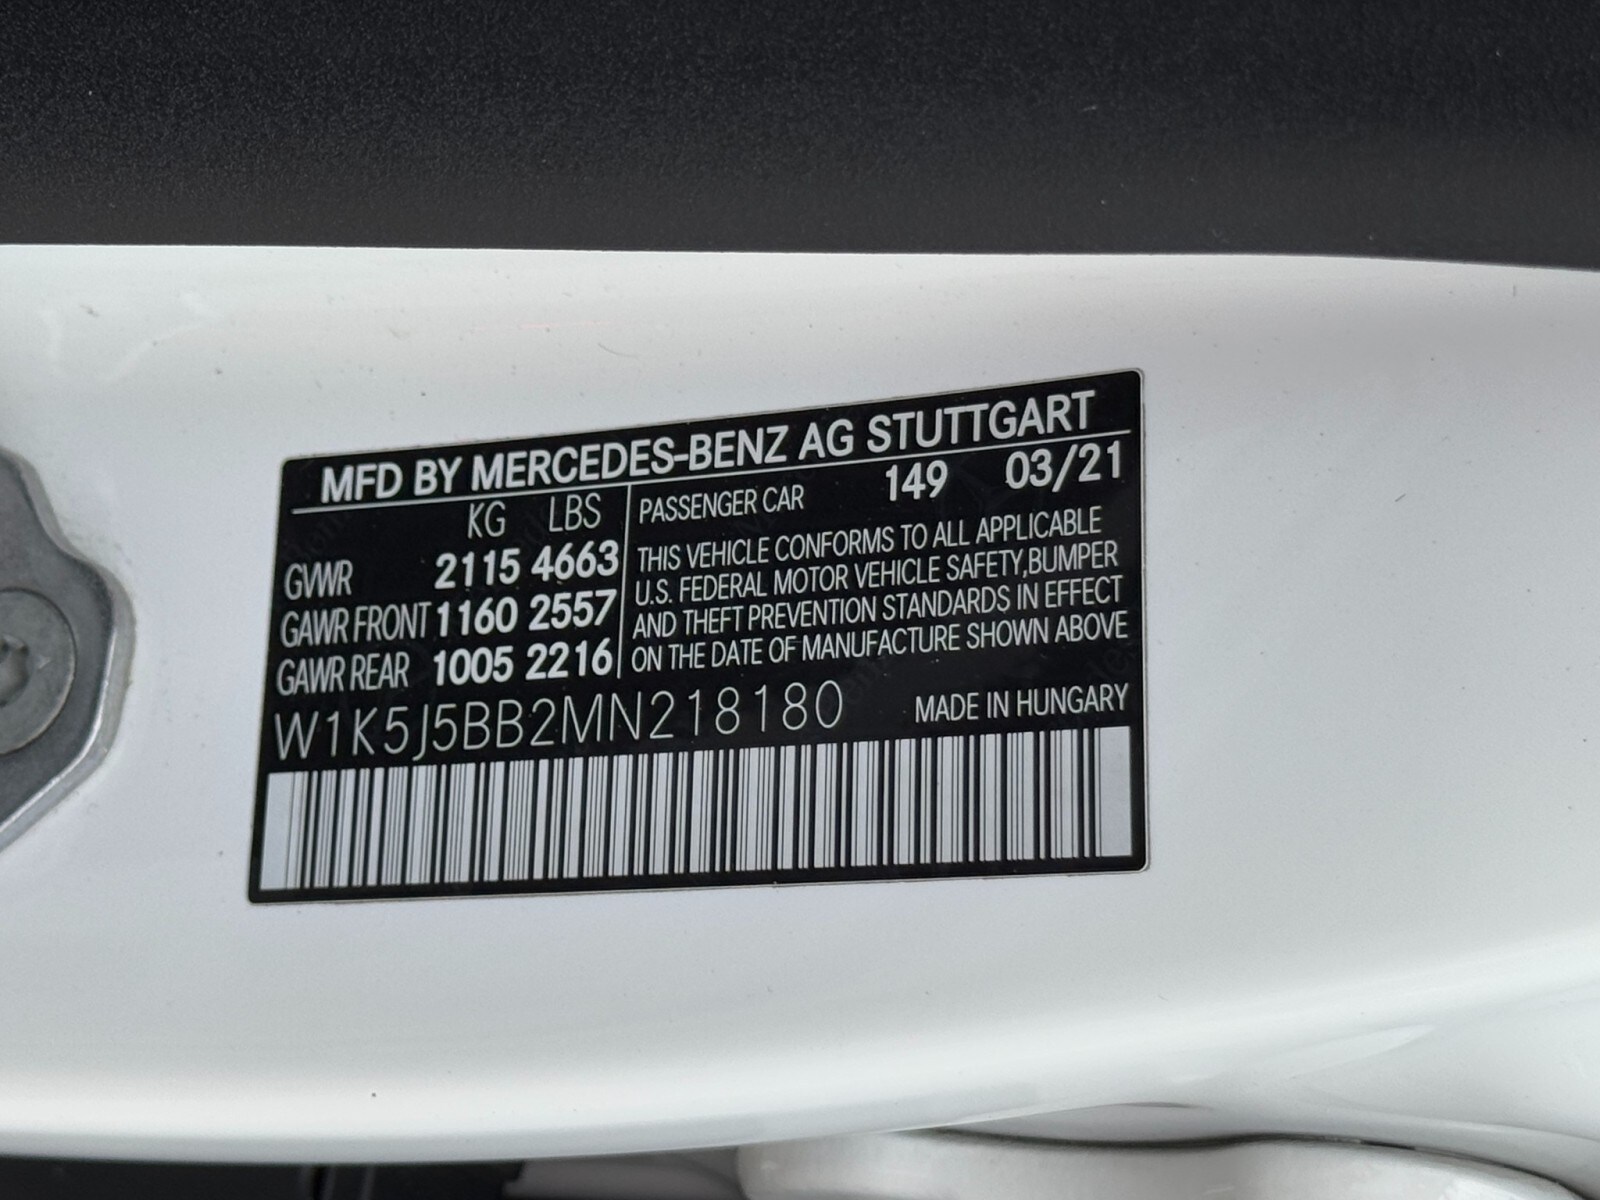 MFD BY MERCEDES-BENZ AG STUTTGART
KG LBS
PASSENGER CAR 149 03/21
GVWR 2115 4663
GAWR FRONT 1160 2557
GAWR REAR 1005 2216
THIS VEHICLE CONFORMS TO ALL APPLICABLE
U.S. FEDERAL MOTOR VEHICLE SAFETY,BUMPER
AND THEFT PREVENTION STANDARDS IN EFFECT
ON THE DATE OF MANUFACTURE SHOWN ABOVE
W1K5J5BB2MN218180 MADE IN HUNGARY